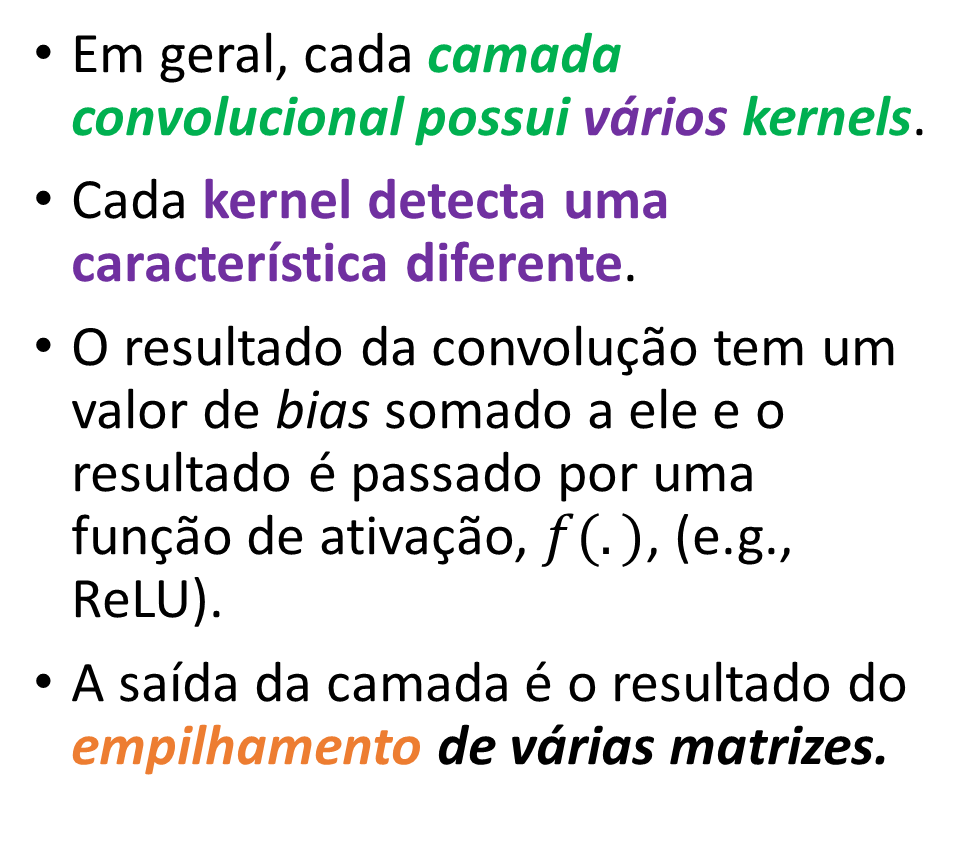 • Em geral, cada camada
convolucional possui vários kernels.
• Cada kernel detecta uma
característica diferente.
• O resultado da convolução tem um
valor de bias somado a ele e o
resultado é passado por uma
função de ativação, f(.), (e.g.,
ReLU).
• A saída da camada é o resultado do
empilhamento de várias matrizes.